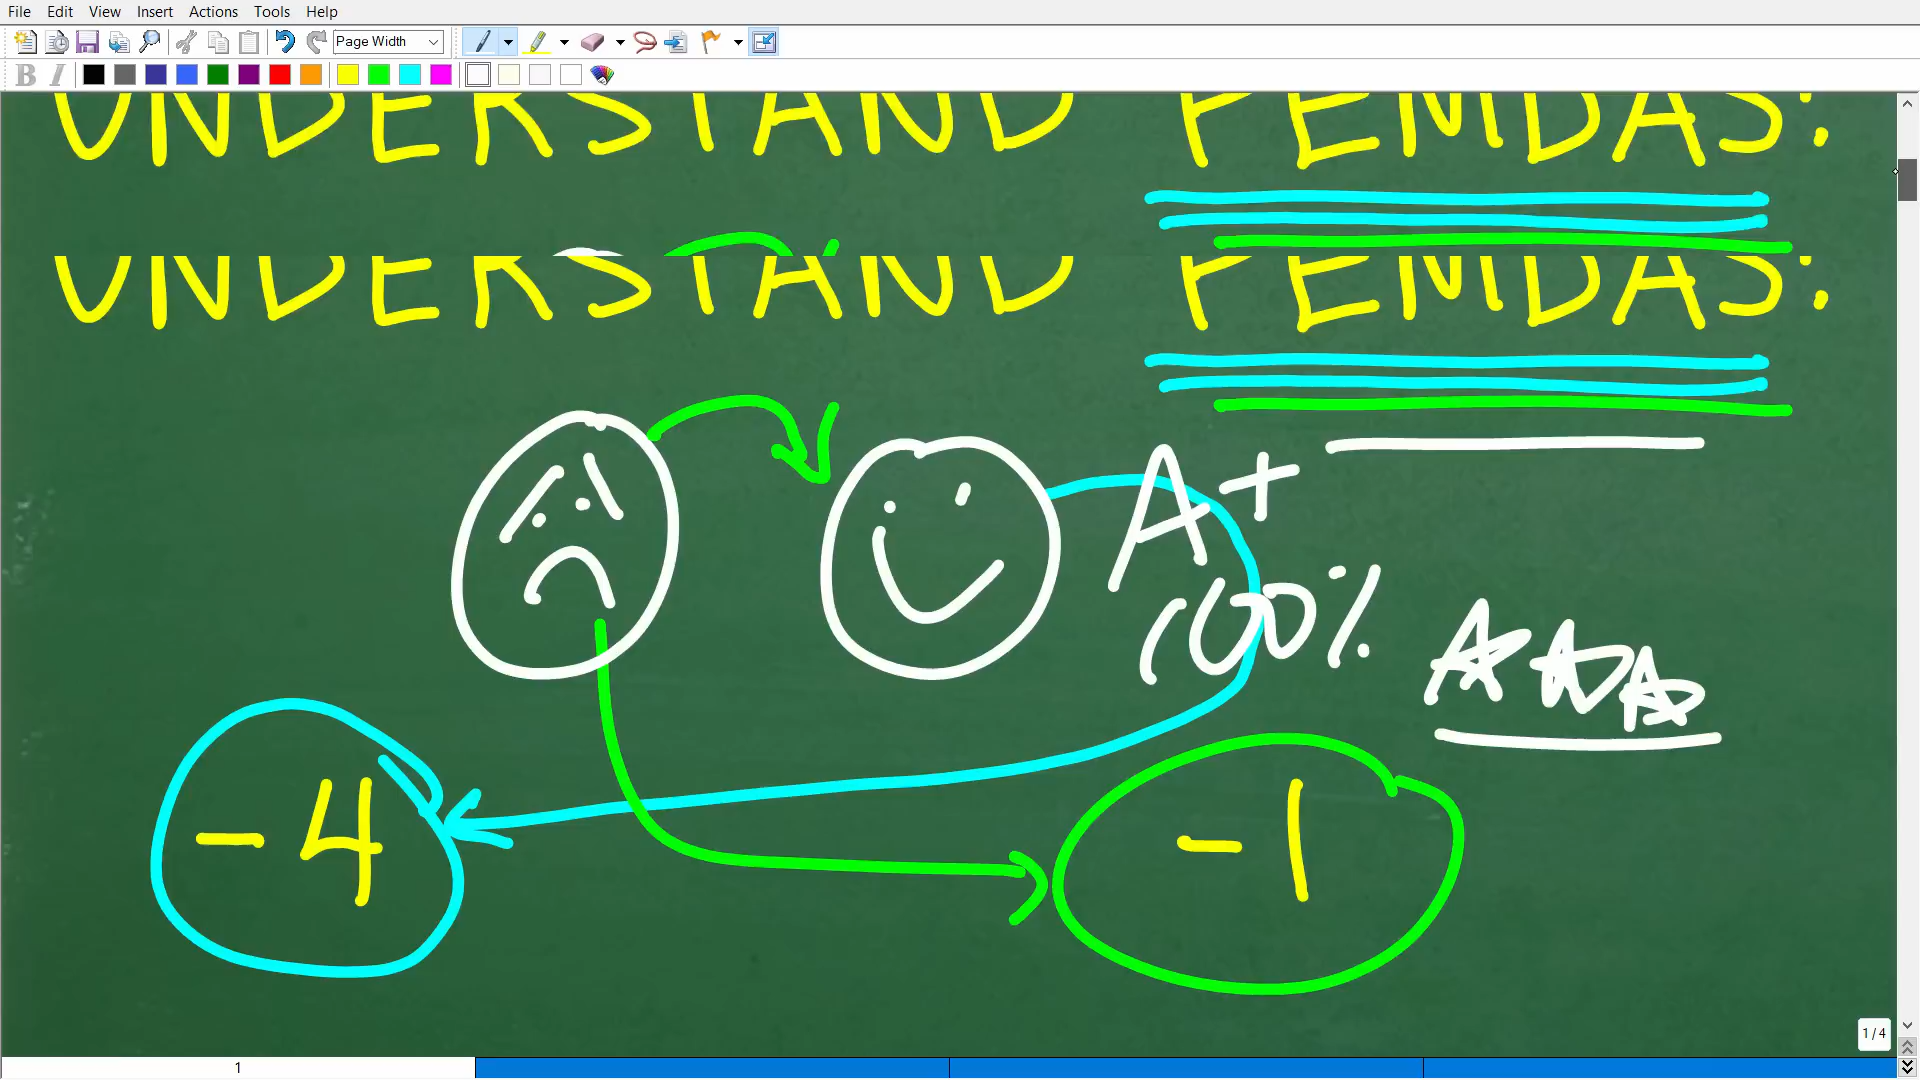 File Edit View Insert Actions Tools Help
Page Width
B I
UNDERSTAND PEMDAS:
UNDERSTAND PEMDAS:
A+
100%
-4
-1
1 / 4
1